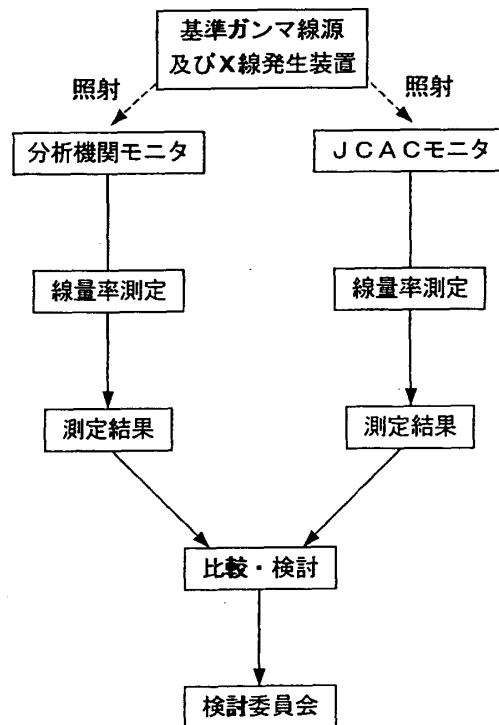 基準ガンマ線源
及びX線発生装置
照射
照射
分析機関モニタ
JCACモニタ
線量率測定
線量率測定
測定結果
測定結果
比較・検討
検討委員会